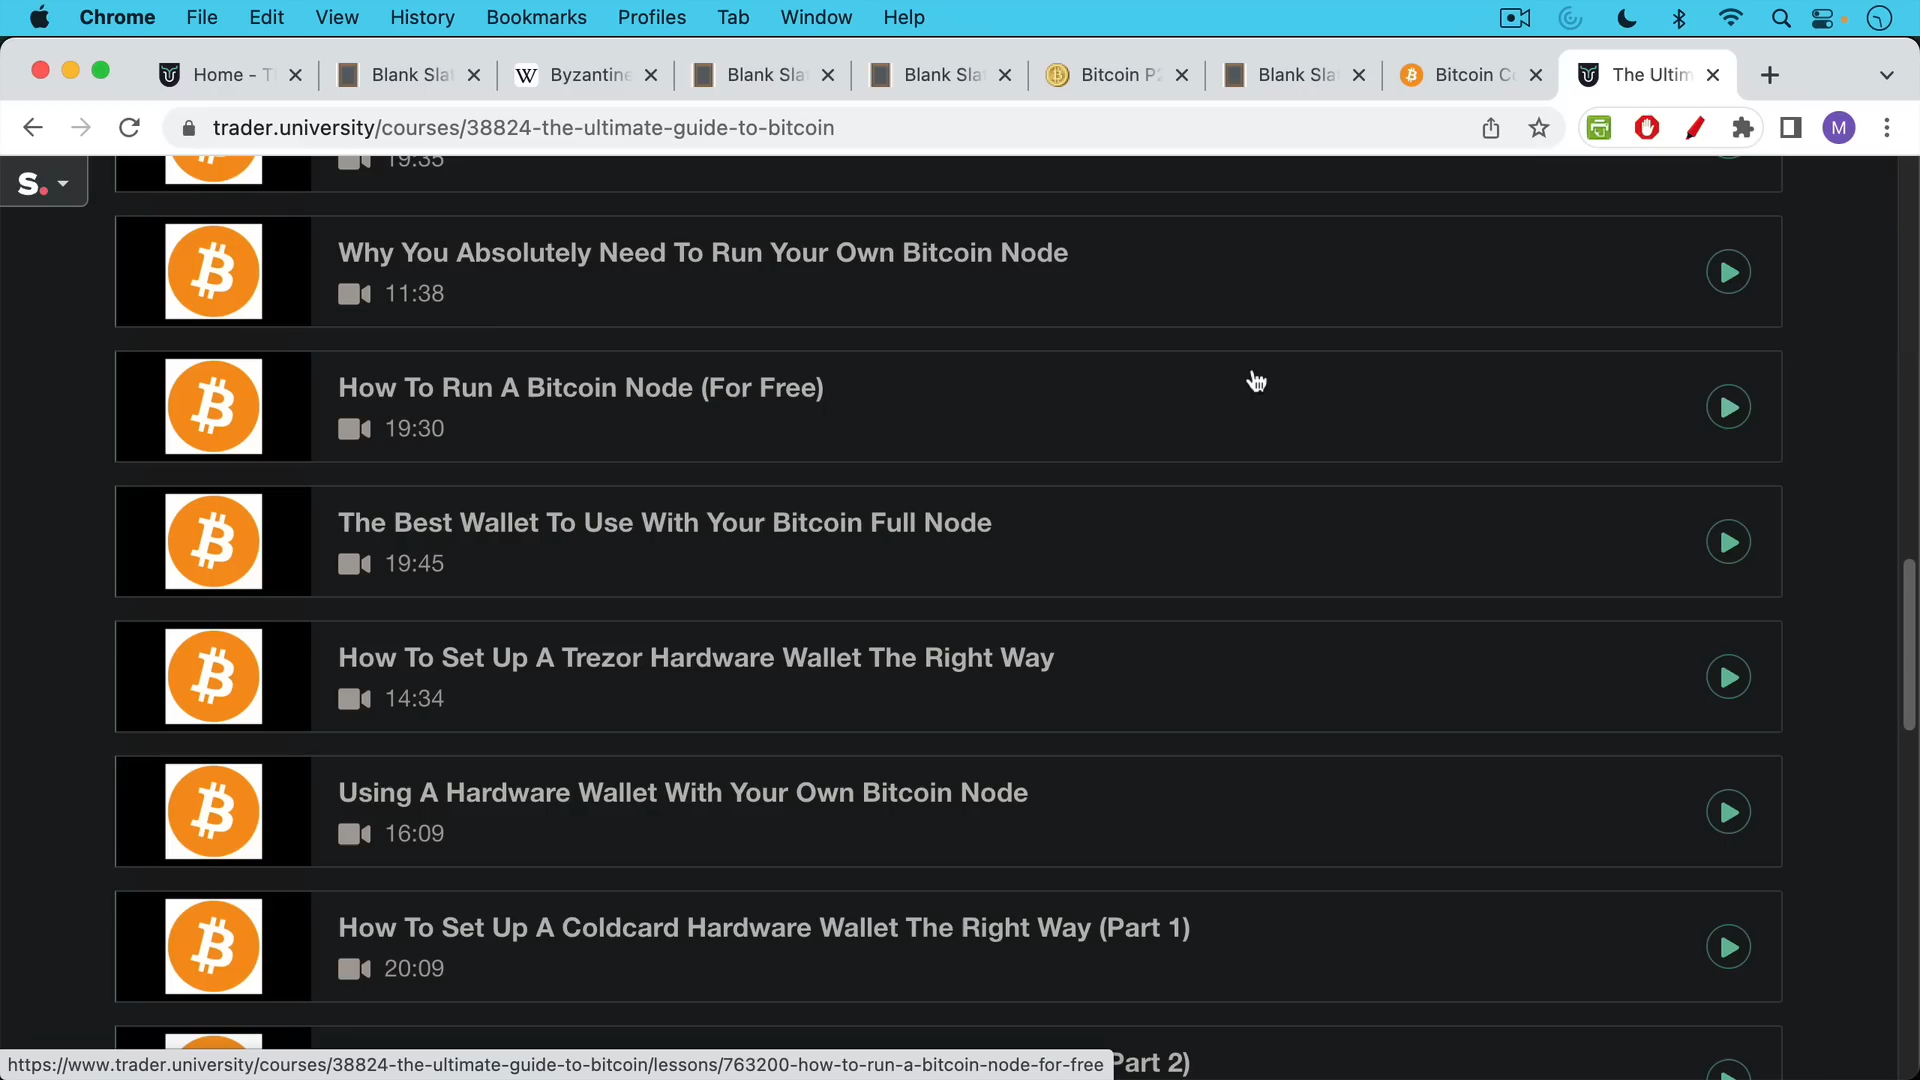 Chrome File Edit View History Bookmarks Profiles Tab Window Help
Home - T Blank Sla Byzantine Blank Sla Blank Sla Bitcoin P2 Blank Sla Bitcoin C The Ultim
trader.university/courses/38824-the-ultimate-guide-to-bitcoin
M
S.
19:35
Why You Absolutely Need To Run Your Own Bitcoin Node
11:38
How To Run A Bitcoin Node (For Free)
19:30
The Best Wallet To Use With Your Bitcoin Full Node
19:45
How To Set Up A Trezor Hardware Wallet The Right Way
14:34
Using A Hardware Wallet With Your Own Bitcoin Node
16:09
How To Set Up A Coldcard Hardware Wallet The Right Way (Part 1)
20:09
Part 2)
https://www.trader.university/courses/38824-the-ultimate-guide-to-bitcoin/lessons/763200-how-to-run-a-bitcoin-node-for-free